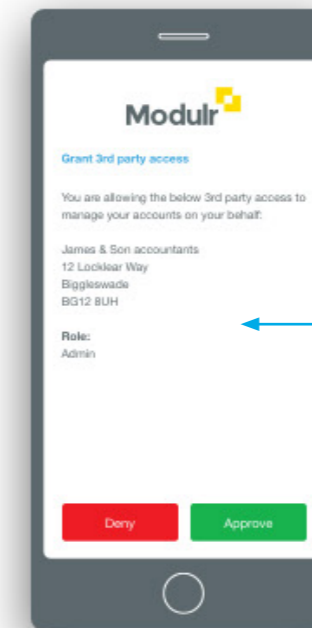 Modulr
Grant 3rd party access
You are allowing the below 3rd party access to
manage your accounts on your behalf:
James & Son accountants
12 Locklear Way
Biggleswade
BG12 8UH
Role:
Admin
Deny
Approve